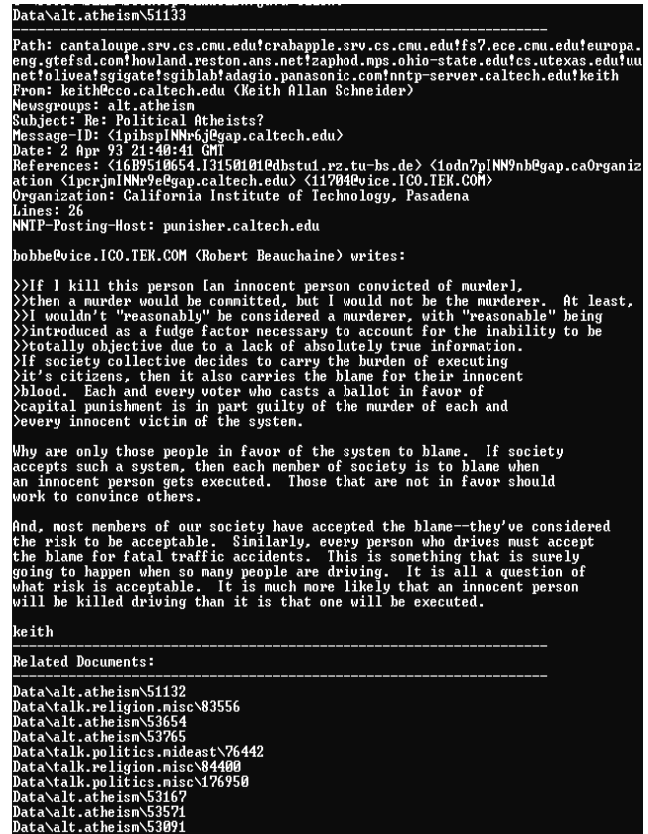 Data\alt.atheism\51133
--------------------------------------------------------------------
Path: cantaloupe.srv.cs.cmu.edu!crabapple.srv.cs.cmu.edu!fs7.ece.cmu.edu!europa.
eng.gtefsd.com!howland.reston.ans.net!zaphod.mps.ohio-state.edu!cs.utexas.edu!uu
net!olivea!sgigate!sgiblab!adagio.panasonic.com!nntp-server.caltech.edu!keith
From: keith@cco.caltech.edu (Keith Allan Schneider)
Newsgroups: alt.atheism
Subject: Re: Political Atheists?
Message-ID: <1pibspINNr6j@gap.caltech.edu>
Date: 2 Apr 93 21:40:41 GMT
References: <16B9510654.I3150101@dbstu1.rz.tu-bs.de> <1odn7pINN9nb@gap.caOrganiz
ation <1pcrjmINNr9e@gap.caltech.edu> <11704@vice.ICO.TEK.COM>
Organization: California Institute of Technology, Pasadena
Lines: 26
NNTP-Posting-Host: punisher.caltech.edu
bobbe@vice.ICO.TEK.COM (Robert Beauchaine) writes:
>>If I kill this person [an innocent person convicted of murder],
>>then a murder would be committed, but I would not be the murderer.  At least,
>>I wouldn't "reasonably" be considered a murderer, with "reasonable" being
>>introduced as a fudge factor necessary to account for the inability to be
>>totally objective due to a lack of absolutely true information.
>If society collective decides to carry the burden of executing
>it's citizens, then it also carries the blame for their innocent
>blood.  Each and every voter who casts a ballot in favor of
>capital punishment is in part guilty of the murder of each and
>every innocent victim of the system.
Why are only those people in favor of the system to blame.  If society
accepts such a system, then each member of society is to blame when
an innocent person gets executed.  Those that are not in favor should
work to convince others.
And, most members of our society have accepted the blame--they've considered
the risk to be acceptable.  Similarly, every person who drives must accept
the blame for fatal traffic accidents.  This is something that is surely
going to happen when so many people are driving.  It is all a question of
what risk is acceptable.  It is much more likely that an innocent person
will be killed driving than it is that one will be executed.
keith
--------------------------------------------------------------------
Related Documents:
--------------------------------------------------------------------
Data\alt.atheism\51132
Data\talk.religion.misc\83556
Data\alt.atheism\53654
Data\alt.atheism\53765
Data\talk.politics.mideast\76442
Data\talk.religion.misc\84400
Data\talk.politics.misc\176950
Data\alt.atheism\53167
Data\alt.atheism\53571
Data\alt.atheism\53091